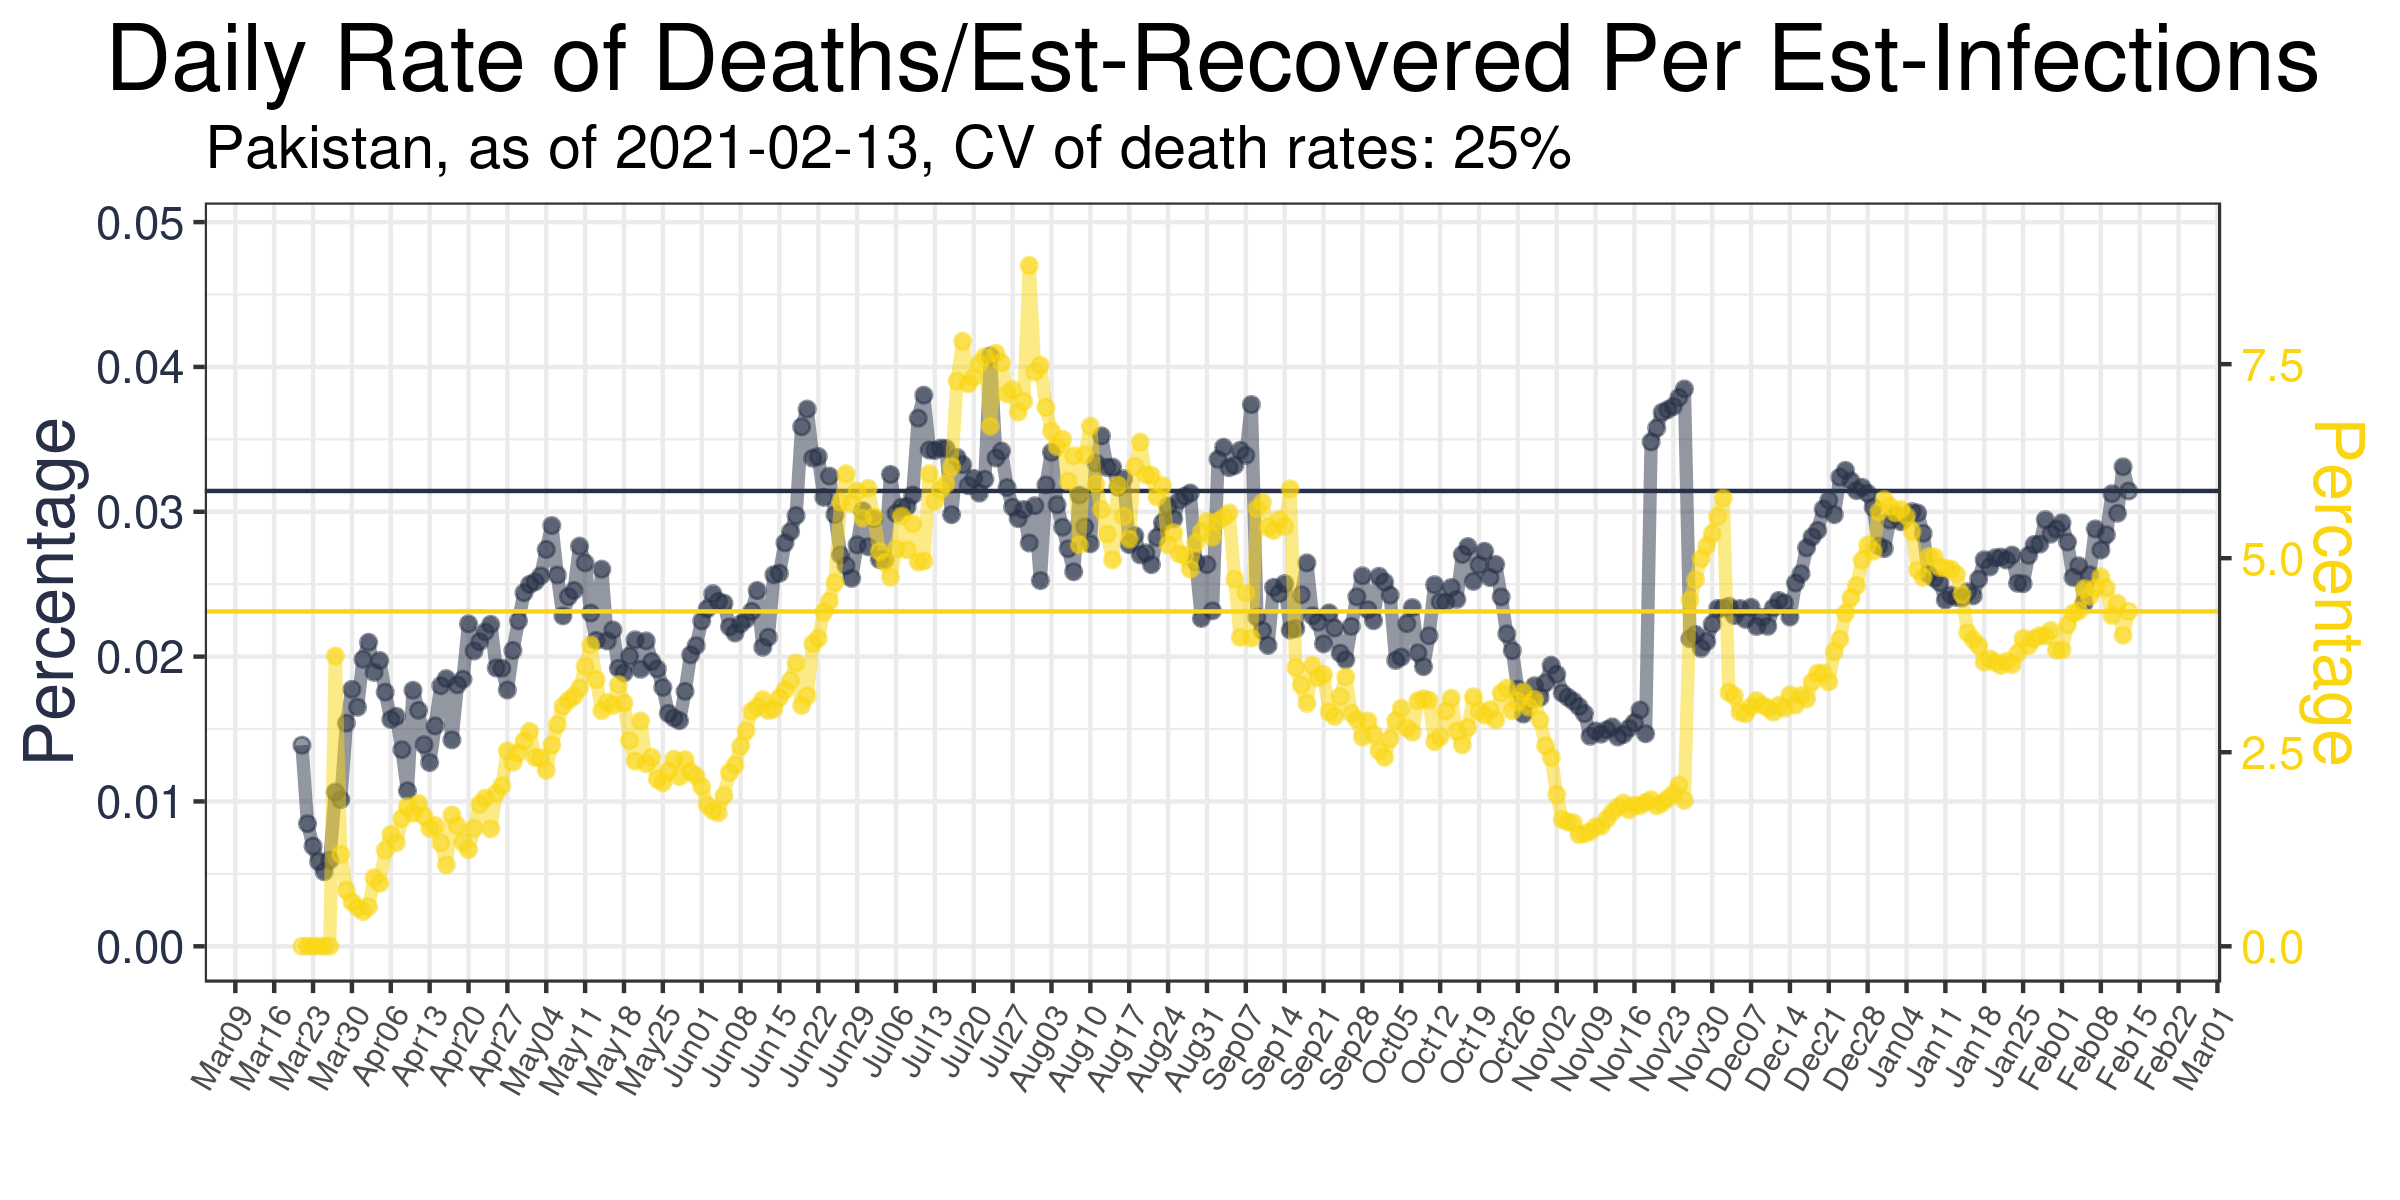 Daily Rate of Deaths/Est-Recovered Per Est-Infections
Pakistan, as of 2021-02-13, CV of death rates: 25%
Percentage
0.05
0.04
0.03
0.02
0.01
0.00
7.5
5.0
2.5
0.0
Percentage
Mar09
Mar16
Mar23
Mar30
Apr06
Apr13
Apr20
Apr27
May04
May11
May18
May25
Jun01
Jun08
Jun15
Jun22
Jun29
Jul06
Jul13
Jul20
Jul27
Aug03
Aug10
Aug17
Aug24
Aug31
Sep07
Sep14
Sep21
Sep28
Oct05
Oct12
Oct19
Oct26
Nov02
Nov09
Nov16
Nov23
Nov30
Dec07
Dec14
Dec21
Dec28
Jan04
Jan11
Jan18
Jan25
Feb01
Feb08
Feb15
Feb22
Mar01